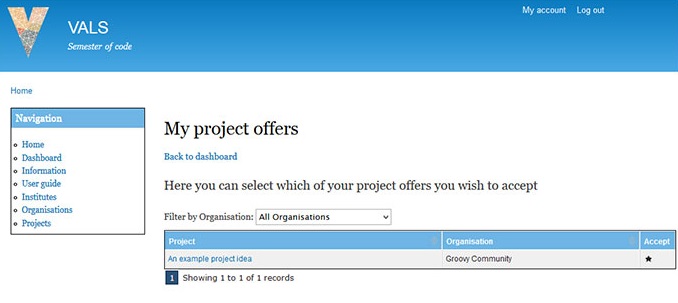 My account Log out
VALS
Semester of code
Home
Navigation
Home
Dashboard
Information
User guide
Institutes
Organisations
Projects
My project offers
Back to dashboard
Here you can select which of your project offers you wish to accept
Filter by Organisation: All Organisations
Project Organisation Accept
An example project idea Groovy Community
1 Showing 1 to 1 of 1 records